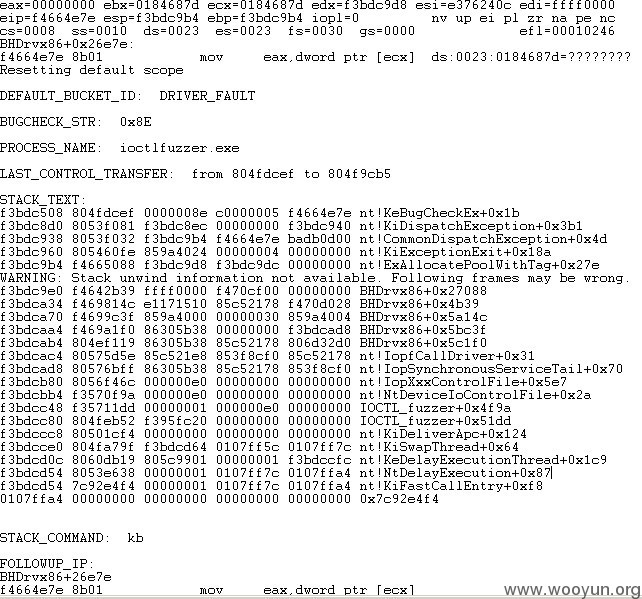 eax=00000000 ebx=0184687d ecx=0184687d edx=f3bdc9d8 esi=e376240c edi=ffff0000
eip=f4664e7e esp=f3bdc9b4 ebp=f3bdc9b4 iopl=0 nv up ei pl zr na pe nc
cs=0008 ss=0010 ds=0023 es=0023 fs=0030 gs=0000 efl=00010246
BHDrvx86+0x26e7e:
f4664e7e 8b01 mov eax,dword ptr [ecx] ds:0023:0184687d=????????
Resetting default scope
DEFAULT_BUCKET_ID: DRIVER_FAULT
BUGCHECK_STR: 0x8E
PROCESS_NAME: ioctlfuzzer.exe
LAST_CONTROL_TRANSFER: from 804fdcef to 804f9cb5
STACK_TEXT:
f3bdc508 804fdcef 0000008e c0000005 f4664e7e nt!KeBugCheckEx+0x1b
f3bdc8d0 8053f081 f3bdc8ec 00000000 f3bdc940 nt!KiDispatchException+0x3b1
f3bdc938 8053f032 f3bdc9b4 f4664e7e badb0d00 nt!CommonDispatchException+0x4d
f3bdc960 805460fe 859a4024 00000004 00000000 nt!KiExceptionExit+0x18a
f3bdc9b4 f4665088 f3bdc9d8 f3bdc9dc 00000000 nt!ExAllocatePoolWithTag+0x27e
WARNING: Stack unwind information not available. Following frames may be wrong.
f3bdc9e0 f4642b39 ffff0000 f470cf00 00000000 BHDrvx86+0x27088
f3bdca34 f469814c e1171510 85c52178 f470d028 BHDrvx86+0x4b39
f3bdca70 f4699c3f 859a4000 00000030 859a4004 BHDrvx86+0x5a14c
f3bdcaa4 f469a1f0 86305b38 00000000 f3bdcad8 BHDrvx86+0x5bc3f
f3bdcab4 804ef119 86305b38 85c52178 806d32d0 BHDrvx86+0x5c1f0
f3bdcac4 80575d5e 85c521e8 853f8cf0 85c52178 nt!IopfCallDriver+0x31
f3bdcad8 80576bff 86305b38 85c52178 853f8cf0 nt!IopSynchronousServiceTail+0x70
f3bdcb80 8056f46c 000000e0 00000000 00000000 nt!IopXxxControlFile+0x5e7
f3bdcbb4 f3570f9a 000000e0 00000000 00000000 nt!NtDeviceIoControlFile+0x2a
f3bdcc48 f35711dd 00000001 000000e0 00000000 IOCTL_fuzzer+0x4f9a
f3bdcc80 804feb52 f395fc20 00000000 00000000 IOCTL_fuzzer+0x51dd
f3bdccc8 80501cf4 00000000 00000000 00000000 nt!KiDeliverApc+0x124
f3bdcce0 804fa79f f3bdcd64 0107ff5c 0107ff7c nt!KiSwapThread+0x64
f3bdcd0c 8060db19 805c9901 00000001 f3bdccfc nt!KeDelayExecutionThread+0x1c9
f3bdcd54 8053e638 00000001 0107ff7c 0107ffa4 nt!NtDelayExecution+0x87
f3bdcd54 7c92e4f4 00000001 0107ff7c 0107ffa4 nt!KiFastCallEntry+0xf8
0107ffa4 00000000 00000000 00000000 00000000 0x7c92e4f4
STACK_COMMAND: kb
FOLLOWUP_IP:
BHDrvx86+26e7e
f4664e7e 8b01 mov eax,dword ptr [ecx]
www.wooyun.org